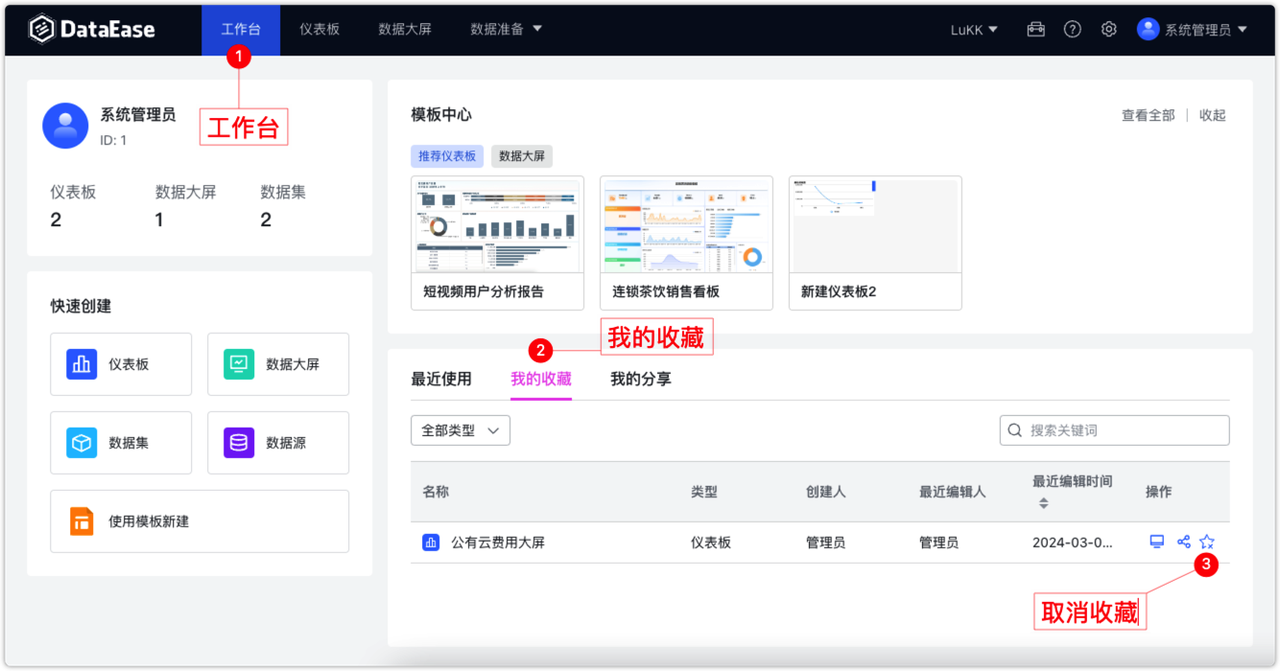 DataEase 工作台 仪表板 数据大屏 数据准备 LuKK 系统管理员
1
工作台
系统管理员
ID: 1
仪表板 数据大屏 数据集
2 1 2
快速创建
仪表板 数据大屏
数据集 数据源
使用模板新建
模板中心 查看全部 收起
推荐仪表板 数据大屏
短视频用户分析报告 连锁茶饮销售看板 新建仪表板2
2 我的收藏
最近使用 我的收藏 我的分享
全部类型 搜索关键词
名称 类型 创建人 最近编辑人 最近编辑时间 操作
公有云费用大屏 仪表板 管理员 管理员 2024-03-0...
3
取消收藏